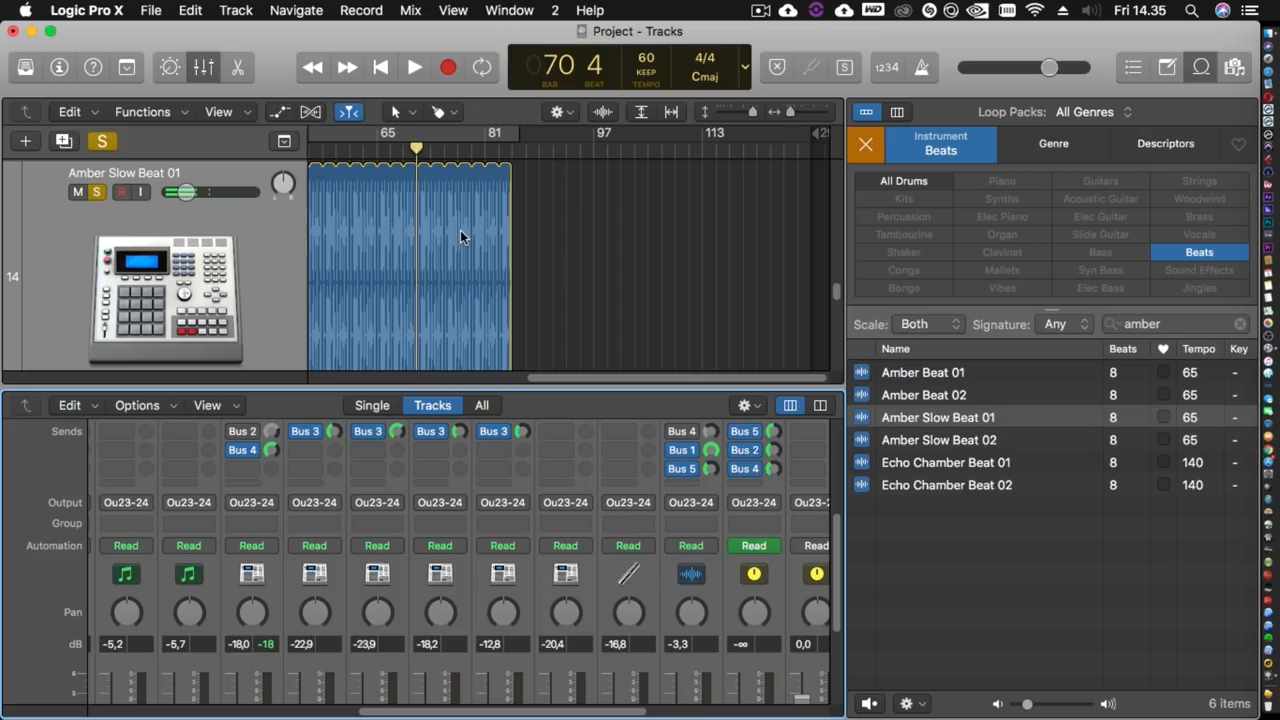 Logic Pro X File Edit Track Navigate Record Mix View Window 2 Help Fri 14.35
Project - Tracks
70 4 60 4/4
KEEP Cmaj
BAR BEAT TEMPO
1234
Edit Functions View
Loop Packs: All Genres
65 81 97 113
S
Instrument
Beats
Genre Descriptors
Amber Slow Beat 01
M S R I
L R
14
All Drums Piano Guitars Strings
Kits Synths Acoustic Guitar Woodwind
Percussion Elec Piano Elec Guitar Brass
Tambourine Organ Slide Guitar Vocals
Shaker Clavinet Bass Beats
Conga Mallets Syn Bass Sound Effects
Bongo Vibes Elec Bass Jingles
Scale: Both Signature: Any amber
Name Beats Tempo Key
Amber Beat 01 8 65 -
Amber Beat 02 8 65 -
Amber Slow Beat 01 8 65 -
Amber Slow Beat 02 8 65 -
Echo Chamber Beat 01 8 140 -
Echo Chamber Beat 02 8 140 -
Edit Options View Single Tracks All
Sends Bus 2 Bus 3 Bus 3 Bus 3 Bus 3 Bus 4 Bus 5
Bus 4 Bus 1 Bus 2
Bus 5 Bus 4
Output Ou23-24 Ou23-24 Ou23-24 Ou23-24 Ou23-24 Ou23-24 Ou23-24 Ou23-24 Ou23-24 Ou23-24 Ou23-24 Ou23-2
Group
Automation Read Read Read Read Read Read Read Read Read Read Read Read
Pan
dB -5,2 -5,7 -18,0 -18 -22,9 -23,9 -18,2 -12,8 -20,4 -16,8 -3,3 -∞ 0,0
6
3
6 items